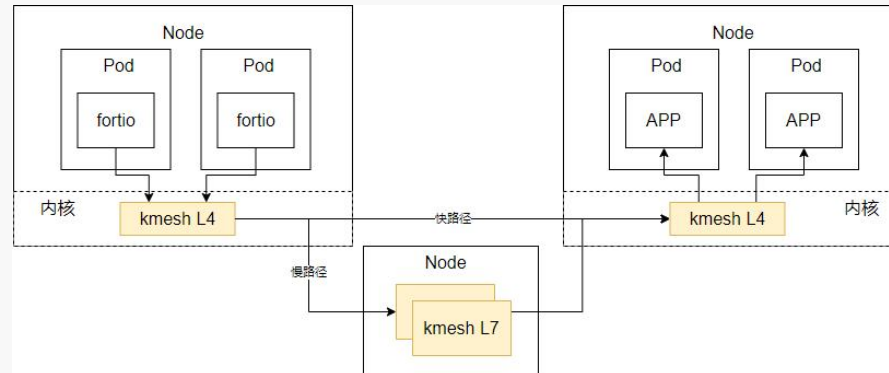 Node
Node
Pod
Pod
Pod
Pod
fortio
fortio
APP
APP
内核
kmesh L4
快路径
kmesh L4
内核
慢路径
Node
kmesh L7